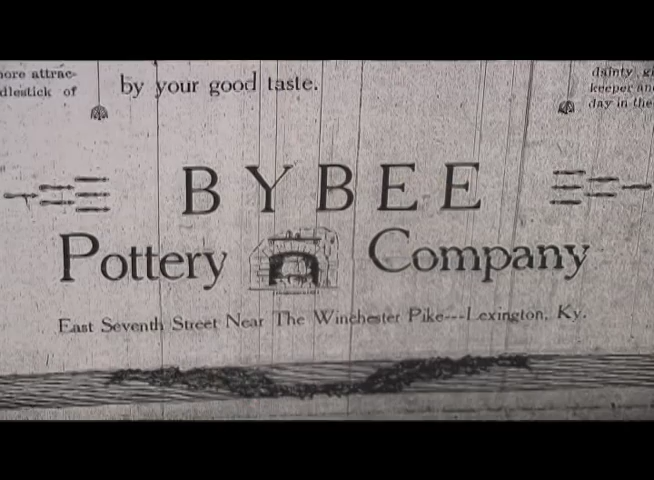 more attrac-
dlestick of
by your good taste.
dainty
keeper and
day in the
BYBEE
Pottery Company
East Seventh Street Near The Winchester Pike---Lexington, Ky.